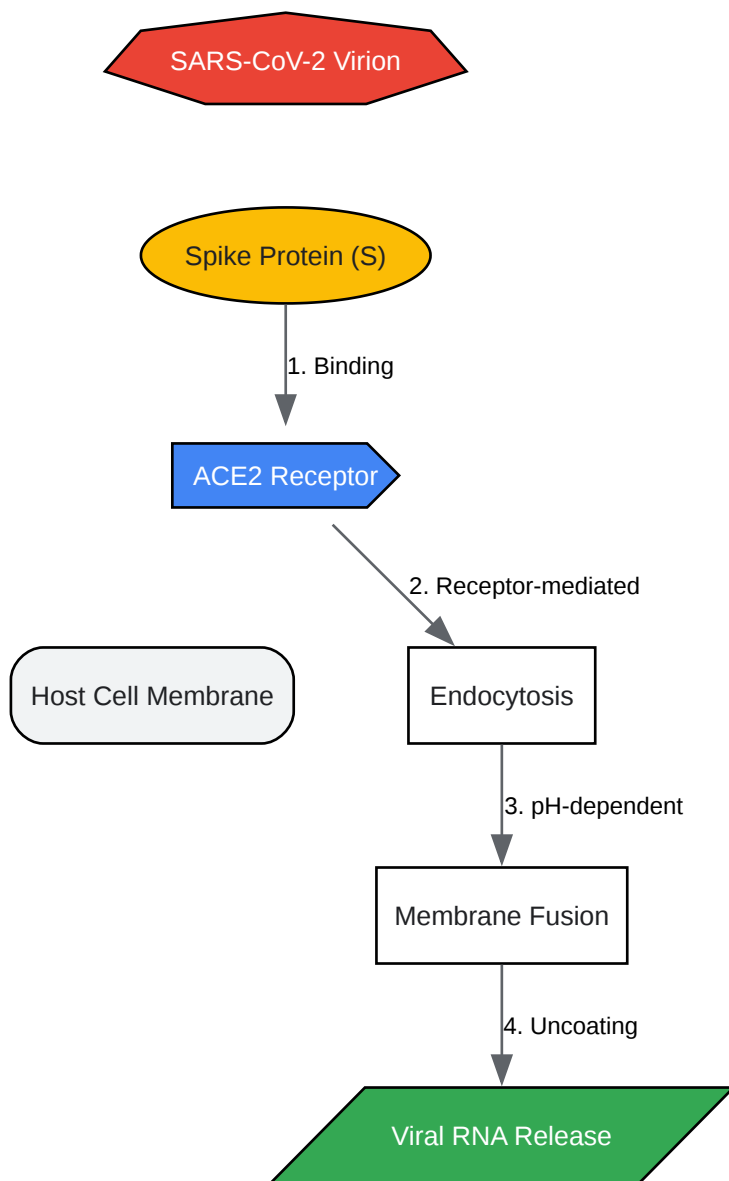 SARS-CoV-2 Virion
Spike Protein (S)
1. Binding
ACE2 Receptor
2. Receptor-mediated
Host Cell Membrane
Endocytosis
3. pH-dependent
Membrane Fusion
4. Uncoating
Viral RNA Release